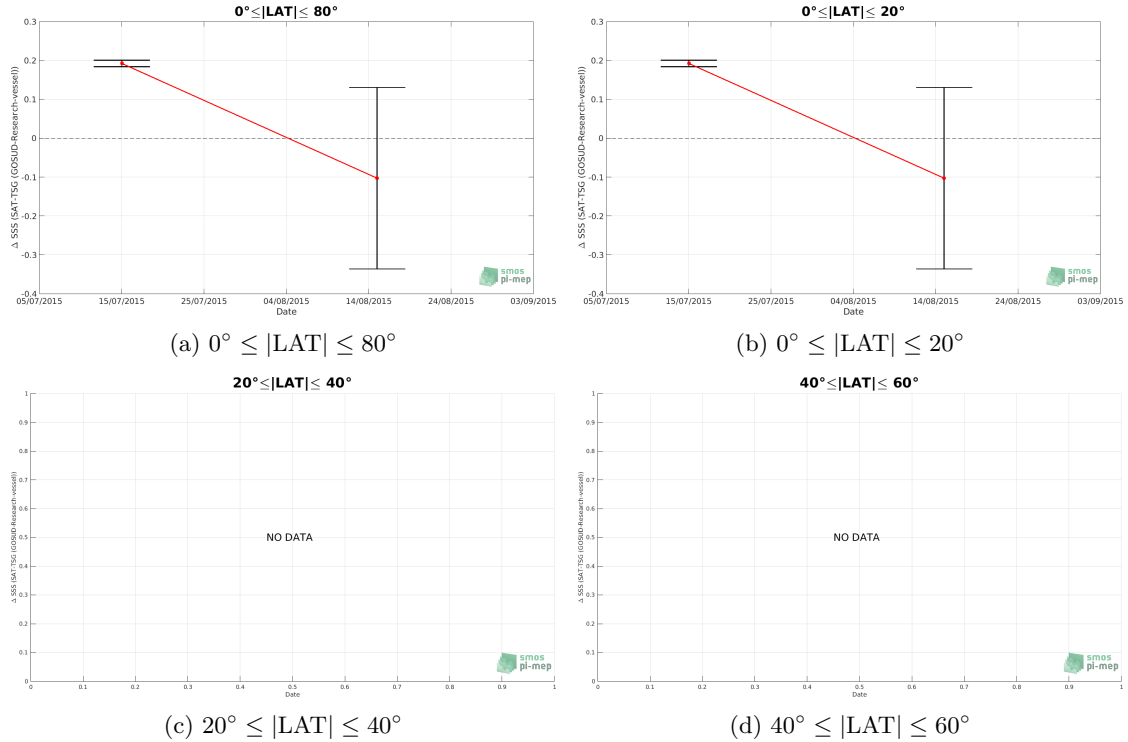 0°≤|LAT|≤ 80°
Δ SSS (SAT-TSG (GOSUD-Research-vessel))
0.3
0.2
0.1
0
-0.1
-0.2
-0.3
-0.4
05/07/2015 15/07/2015 25/07/2015 04/08/2015 14/08/2015 24/08/2015 03/09/2015
Date
smos
pi-mep
(a) 0° ≤ |LAT| ≤ 80°
0°≤|LAT|≤ 20°
Δ SSS (SAT-TSG (GOSUD-Research-vessel))
0.3
0.2
0.1
0
-0.1
-0.2
-0.3
-0.4
05/07/2015 15/07/2015 25/07/2015 04/08/2015 14/08/2015 24/08/2015 03/09/2015
Date
smos
pi-mep
(b) 0° ≤ |LAT| ≤ 20°
20°≤|LAT|≤ 40°
Δ SSS (SAT-TSG (GOSUD-Research-vessel))
1
0.9
0.8
0.7
0.6
0.5
0.4
0.3
0.2
0.1
0
NO DATA
0 0.1 0.2 0.3 0.4 0.5 0.6 0.7 0.8 0.9 1
Date
smos
pi-mep
(c) 20° ≤ |LAT| ≤ 40°
40°≤|LAT|≤ 60°
Δ SSS (SAT-TSG (GOSUD-Research-vessel))
1
0.9
0.8
0.7
0.6
0.5
0.4
0.3
0.2
0.1
0
NO DATA
0 0.1 0.2 0.3 0.4 0.5 0.6 0.7 0.8 0.9 1
Date
smos
pi-mep
(d) 40° ≤ |LAT| ≤ 60°